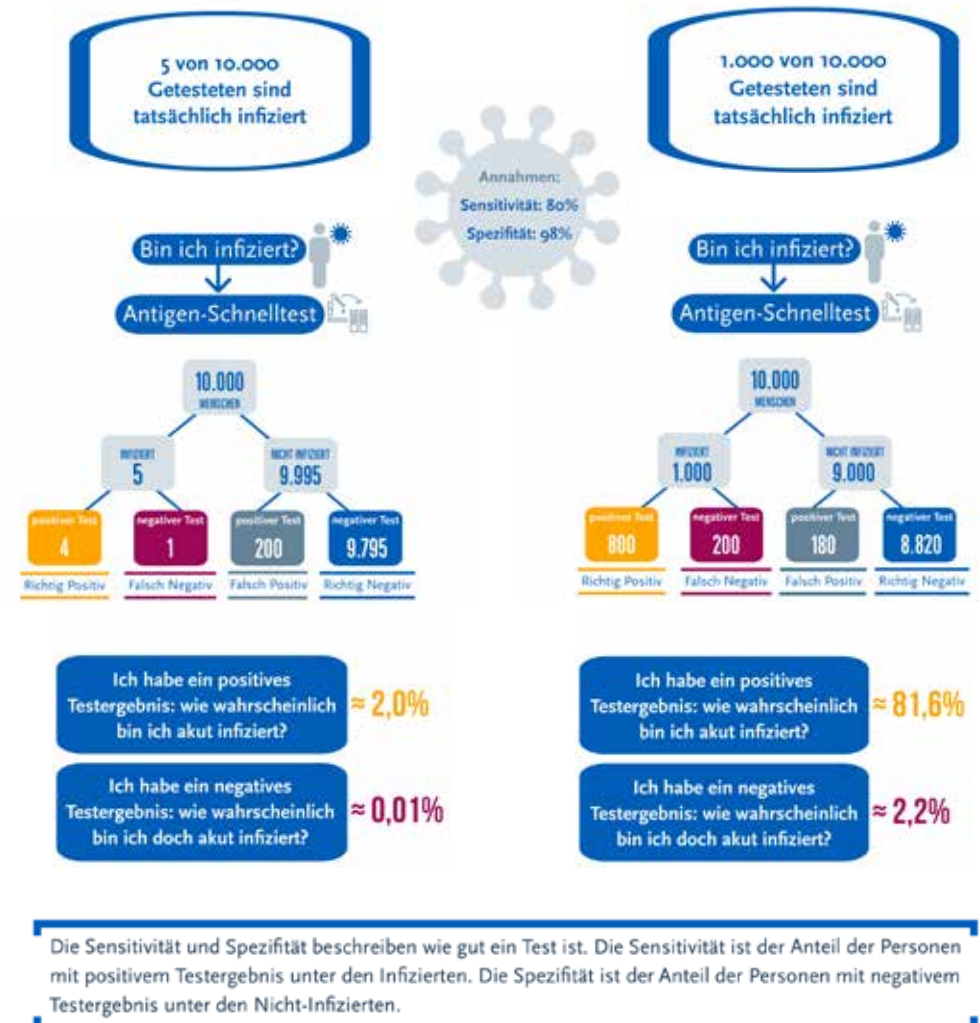 5 von 10.000
Getesteten sind
tatsächlich infiziert
1.000 von 10.000
Getesteten sind
tatsächlich infiziert
Annahmen:
Sensitivität: 80%
Spezifität: 98%
Bin ich infiziert?
Antigen-Schnelltest
10.000
MENSCHEN
INFIZIERT
5
NICHT INFIZIERT
9.995
positiver Test
4
Richtig Positiv
negativer Test
1
Falsch Negativ
positiver Test
200
Falsch Positiv
negativer Test
9.795
Richtig Negativ
Bin ich infiziert?
Antigen-Schnelltest
10.000
MENSCHEN
INFIZIERT
1.000
NICHT INFIZIERT
9.000
positiver Test
800
Richtig Positiv
negativer Test
200
Falsch Negativ
positiver Test
180
Falsch Positiv
negativer Test
8.820
Richtig Negativ
Ich habe ein positives
Testergebnis: wie wahrscheinlich
bin ich akut infiziert?
≈ 2,0%
Ich habe ein negatives
Testergebnis: wie wahrscheinlich
bin ich doch akut infiziert?
≈ 0,01%
Ich habe ein positives
Testergebnis: wie wahrscheinlich
bin ich akut infiziert?
≈ 81,6%
Ich habe ein negatives
Testergebnis: wie wahrscheinlich
bin ich doch akut infiziert?
≈ 2,2%
Die Sensitivität und Spezifität beschreiben wie gut ein Test ist. Die Sensitivität ist der Anteil der Personen
mit positivem Testergebnis unter den Infizierten. Die Spezifität ist der Anteil der Personen mit negativem
Testergebnis unter den Nicht-Infizierten.